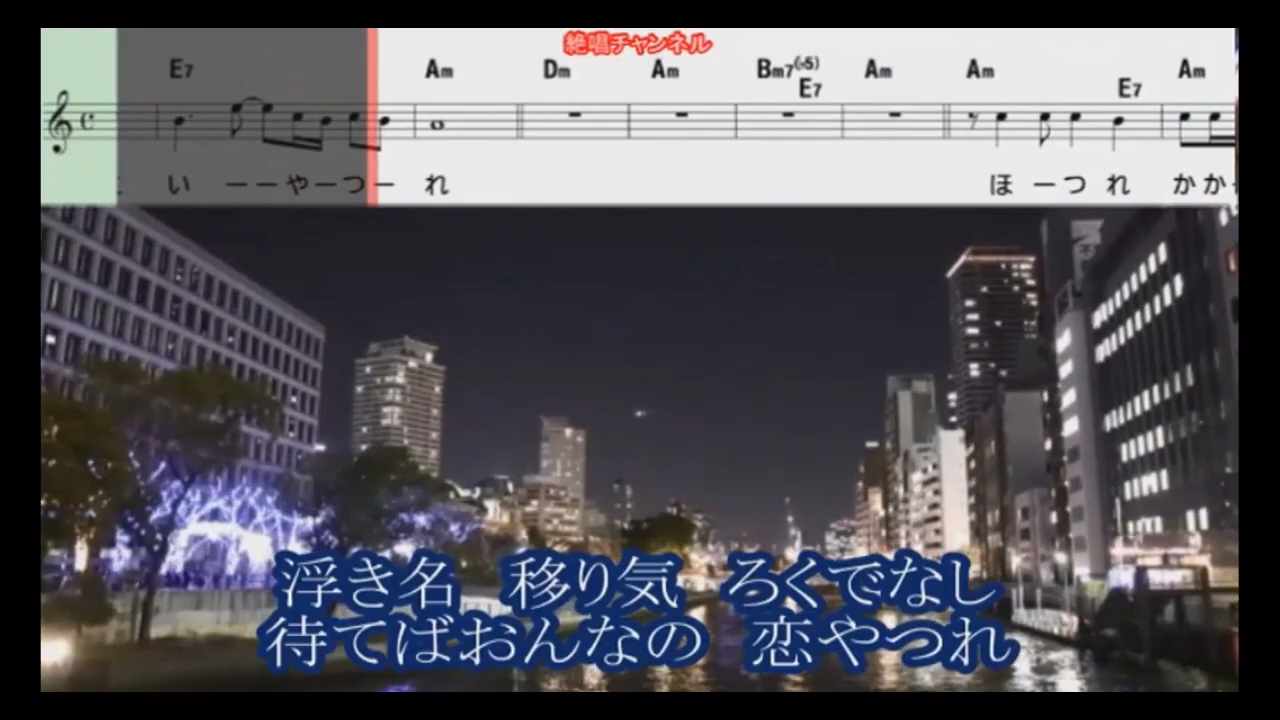 絶唱チャンネル
E7 Am Dm Am Bm7(♭5) E7 Am Am E7 Am
い ーーやーつー れ ほ ーつ れ かか
浮き名 移り気 ろくでなし
待てばおんなの 恋やつれ